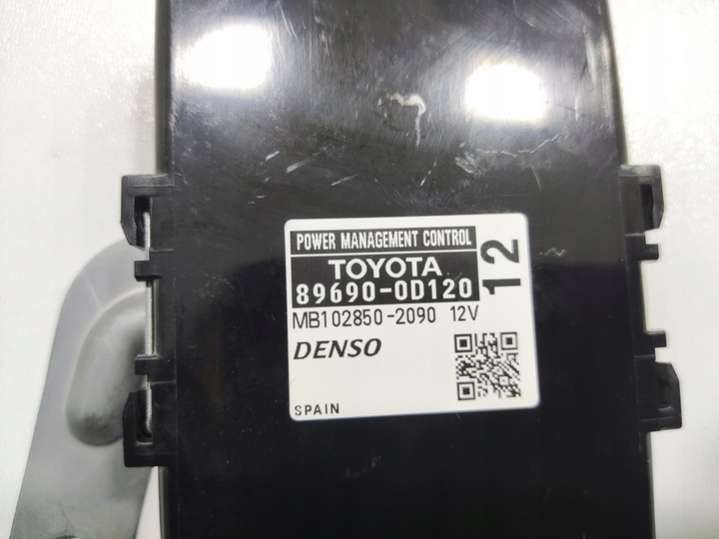 POWER MANAGEMENT CONTROL
TOYOTA
89690-0D120
12
MB102850-2090 12V
DENSO
SPAIN